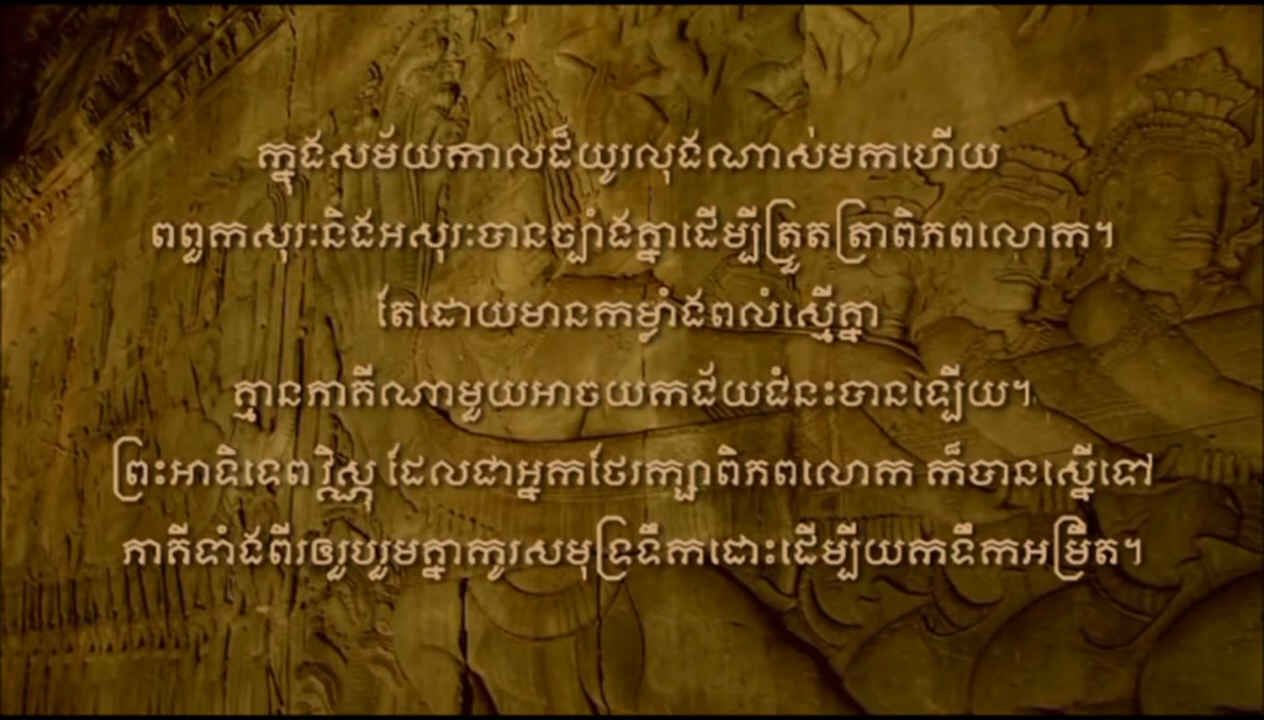 ក្នុងសម័យកាលដ៏យូរលុងណាស់មកហើយ
ពពួកសុរៈនិងអសុរៈបានច្បាំងគ្នាដើម្បីត្រួតត្រាពិភពលោក។
តែដោយមានកម្លាំងពលំស្មើគ្នា
គ្មានភាគីណាមួយអាចយកជ័យជំនះបានឡើយ។
ព្រះអាទិទេពវិស្ណុ ដែលជាអ្នកថែរក្សាពិភពលោក ក៏បានស្នើទៅ
ភាគីទាំងពីរឲ្យរួបរួមគ្នាកូរសមុទ្រទឹកដោះដើម្បីយកទឹកអម្រឹត។